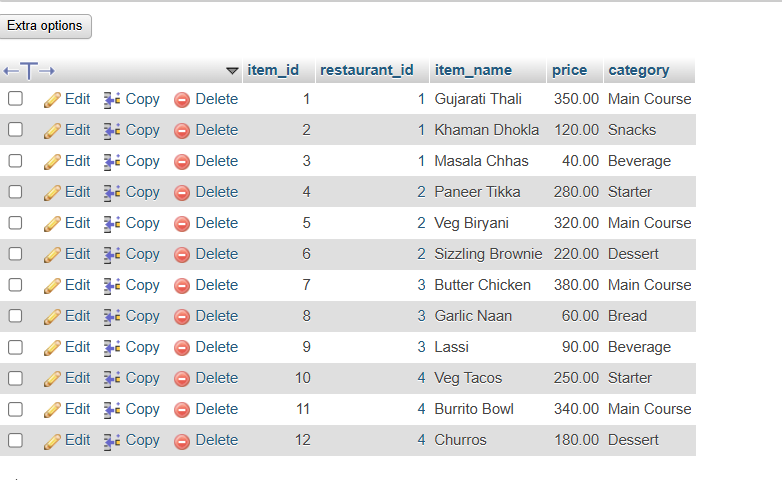 Extra options
item_id restaurant_id item_name price category
Edit Copy Delete 1 1 Gujarati Thali 350.00 Main Course
Edit Copy Delete 2 1 Khaman Dhokla 120.00 Snacks
Edit Copy Delete 3 1 Masala Chhas 40.00 Beverage
Edit Copy Delete 4 2 Paneer Tikka 280.00 Starter
Edit Copy Delete 5 2 Veg Biryani 320.00 Main Course
Edit Copy Delete 6 2 Sizzling Brownie 220.00 Dessert
Edit Copy Delete 7 3 Butter Chicken 380.00 Main Course
Edit Copy Delete 8 3 Garlic Naan 60.00 Bread
Edit Copy Delete 9 3 Lassi 90.00 Beverage
Edit Copy Delete 10 4 Veg Tacos 250.00 Starter
Edit Copy Delete 11 4 Burrito Bowl 340.00 Main Course
Edit Copy Delete 12 4 Churros 180.00 Dessert